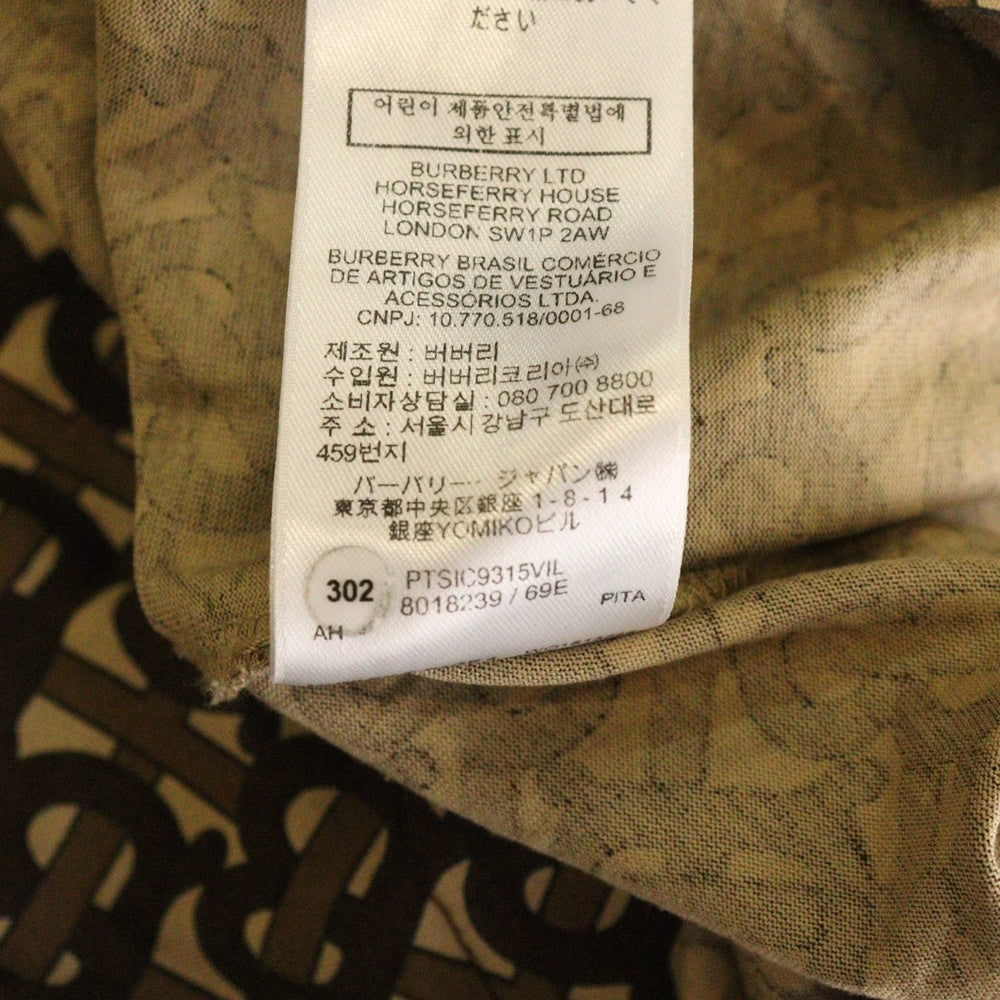 ださい
어린이 제품안전특별법에
의한 표시
BURBERRY LTD
HORSEFERRY HOUSE
HORSEFERRY ROAD
LONDON SW1P 2AW
BURBERRY BRASIL COMÉRCIO
DE ARTIGOS DE VESTUÁRIO E
ACESSÓRIOS LTDA.
CNPJ: 10.770.518/0001-68
제조원 : 버버리
수입원 : 버버리코리아㈜
소비자상담실 : 080 700 8800
주 소 : 서울시 강남구 도산대로
459번지
バーバリー・ジャパン㈱
東京都中央区銀座 1 - 8 - 1 4
銀座YOMIKOビル
302 PTSIC9315VIL
8018239 / 69E PITA
AH